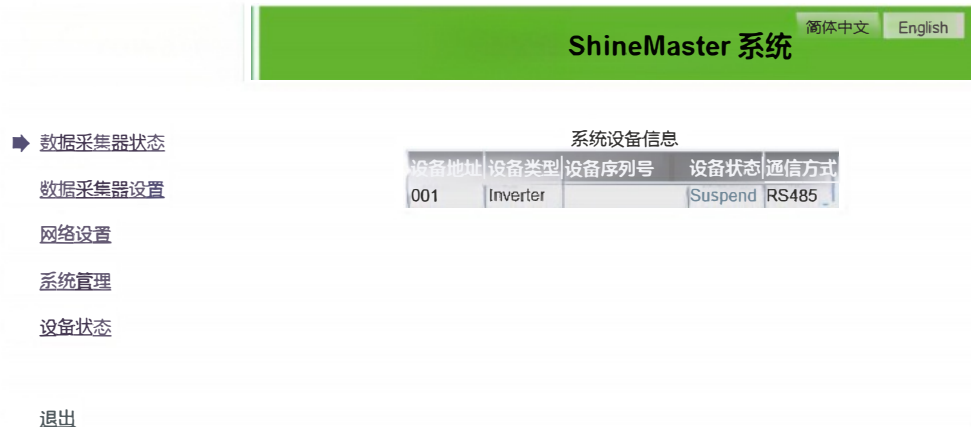 ShineMaster 系统
简体中文 English
数据采集器状态
数据采集器设置
网络设置
系统管理
设备状态
退出
系统设备信息
设备地址 设备类型 设备序列号 设备状态 通信方式
001 Inverter Suspend RS485